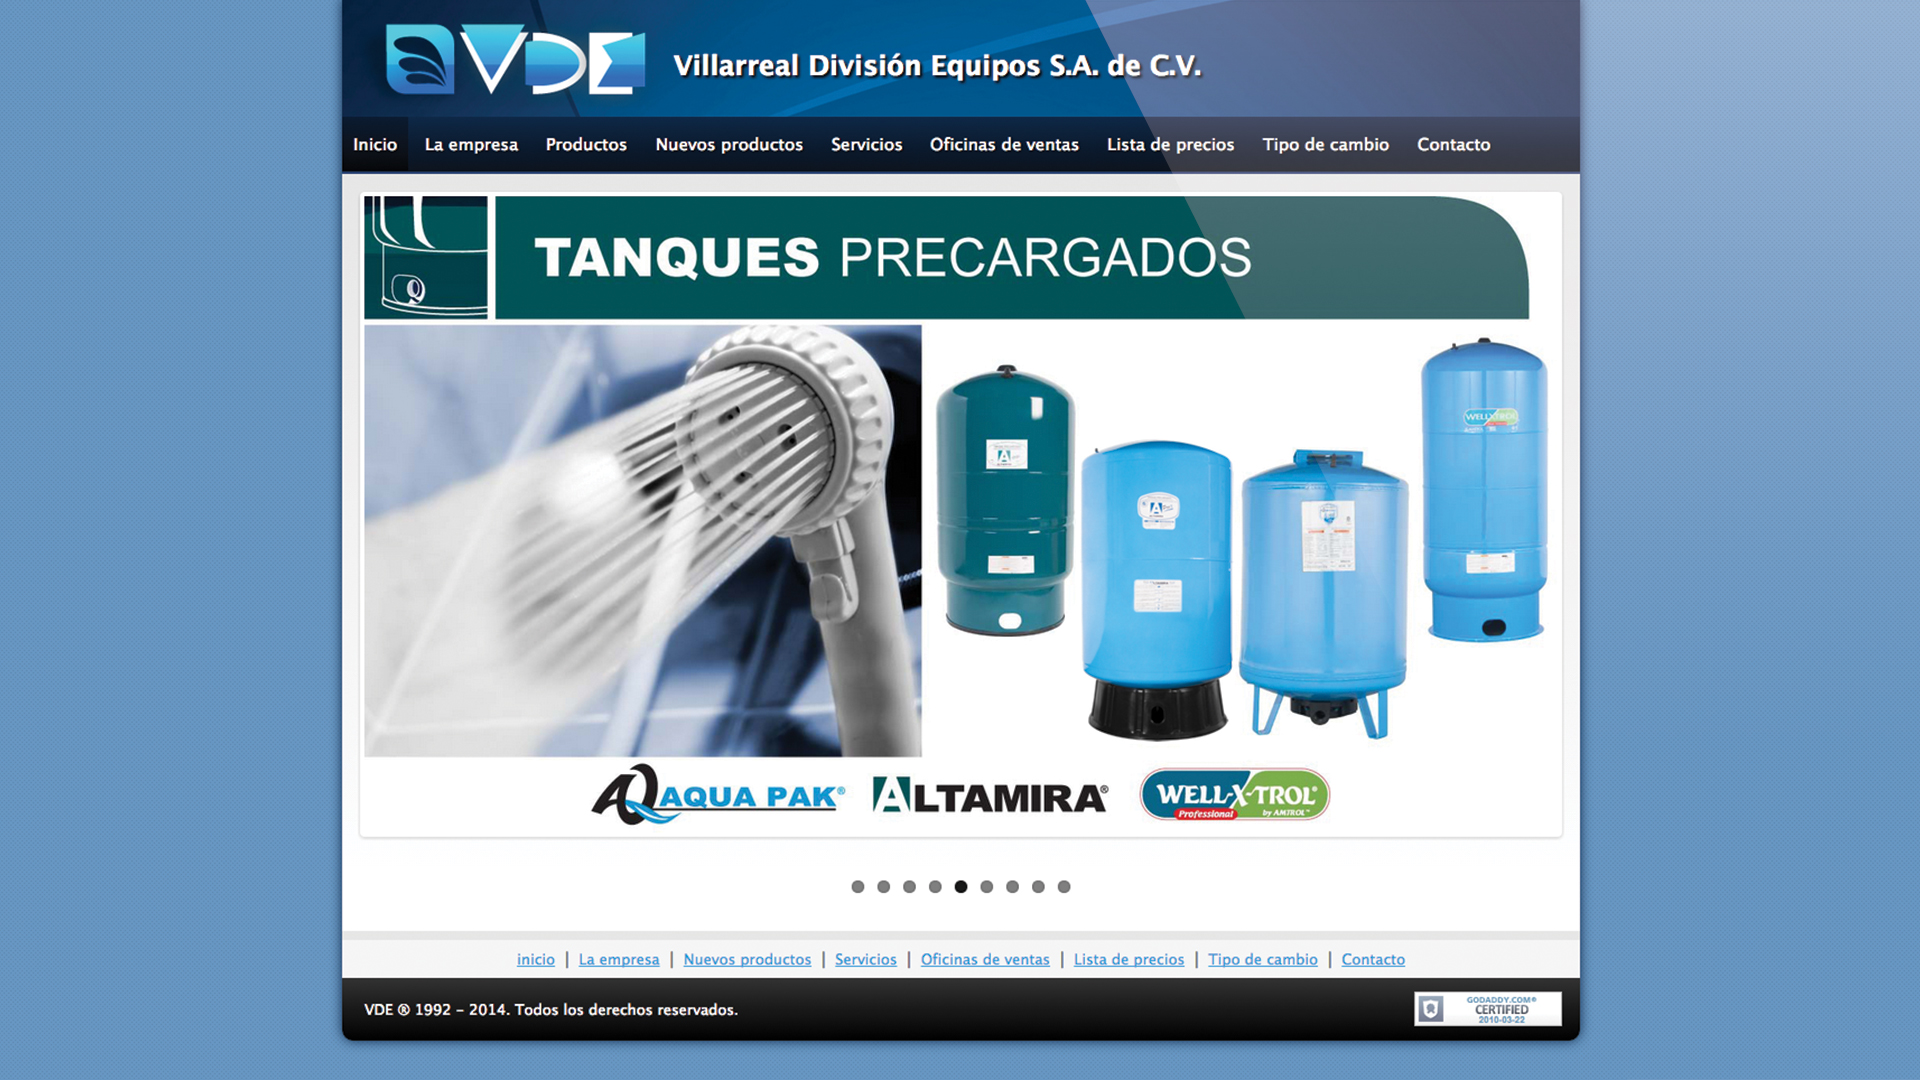 VDE
Villarreal División Equipos S.A. de C.V.
Inicio La empresa Productos Nuevos productos Servicios Oficinas de ventas Lista de precios Tipo de cambio Contacto
TANQUES PRECARGADOS
WELL-X-TROL
AQUA PAK®
ALTAMIRA®
WELL-X-TROL®
Professional by AMTROL™
inicio | La empresa | Nuevos productos | Servicios | Oficinas de ventas | Lista de precios | Tipo de cambio | Contacto
VDE ® 1992 – 2014. Todos los derechos reservados.
GODADDY.COM®
CERTIFIED
2010-03-22